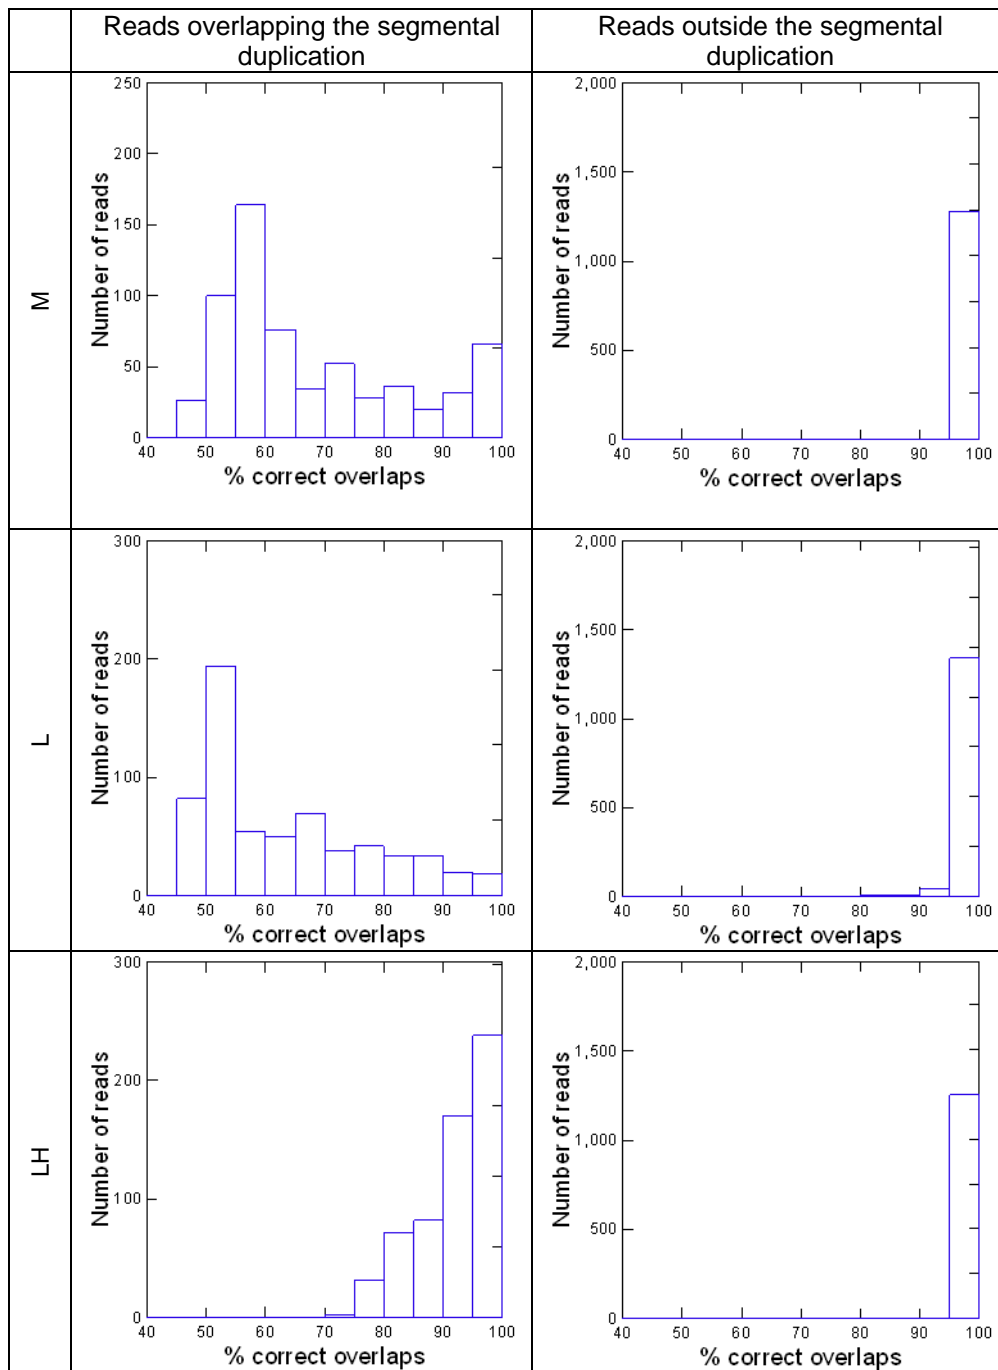 Reads overlapping the segmental
duplication
Reads outside the segmental
duplication
M
250
200
150
100
50
0
Number of reads
40 50 60 70 80 90 100
% correct overlaps
2,000
1,500
1,000
500
0
Number of reads
40 50 60 70 80 90 100
% correct overlaps
L
300
200
100
0
Number of reads
40 50 60 70 80 90 100
% correct overlaps
2,000
1,500
1,000
500
0
Number of reads
40 50 60 70 80 90 100
% correct overlaps
LH
300
200
100
0
Number of reads
40 50 60 70 80 90 100
% correct overlaps
2,000
1,500
1,000
500
0
Number of reads
40 50 60 70 80 90 100
% correct overlaps